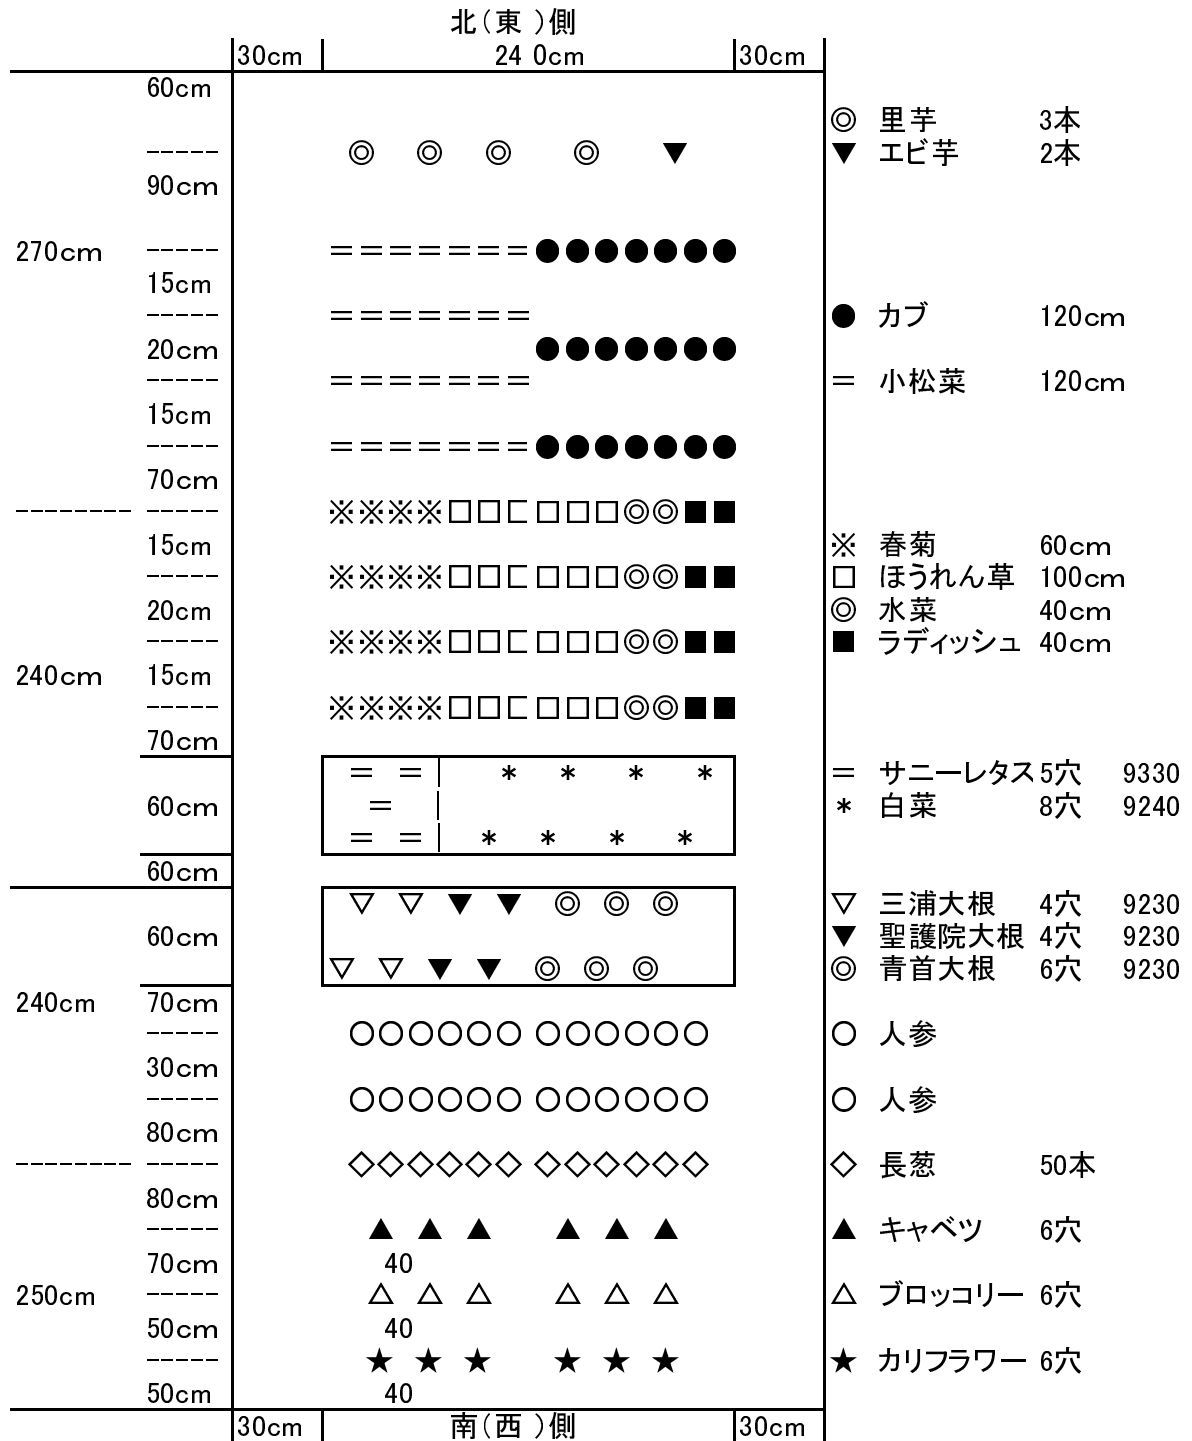 北（東 ）側
30cm 24 0cm 30cm
60cm
◎ 里芋 3本
----- ◎ ◎ ◎ ◎ ▼ ▼ エビ芋 2本
90cm
270cm ----- ＝＝＝＝＝＝＝●●●●●●●
15cm
----- ＝＝＝＝＝＝＝ ● カブ 120cm
20cm ●●●●●●●
----- ＝＝＝＝＝＝＝ ＝ 小松菜 120cm
15cm
----- ＝＝＝＝＝＝＝●●●●●●●
70cm
-------- ----- ※※※※□□□□□□◎◎■■
15cm ※ 春菊 60cm
----- ※※※※□□□□□□◎◎■■ □ ほうれん草 100cm
20cm ◎ 水菜 40cm
----- ※※※※□□□□□□◎◎■■ ■ ラディッシュ 40cm
240cm 15cm
----- ※※※※□□□□□□◎◎■■
70cm
＝ ＝ | * * * * ＝ サニーレタス 5穴 9330
60cm ＝ | * 白菜 8穴 9240
＝ ＝ | * * * *
60cm
▽ ▽ ▼ ▼ ◎ ◎ ◎ ▽ 三浦大根 4穴 9230
60cm ▼ 聖護院大根 4穴 9230
▽ ▽ ▼ ▼ ◎ ◎ ◎ ◎ 青首大根 6穴 9230
240cm 70cm
----- ○○○○○○ ○○○○○○ ○ 人参
30cm
----- ○○○○○○ ○○○○○○ ○ 人参
80cm
-------- ----- ◇◇◇◇◇◇ ◇◇◇◇◇◇ ◇ 長葱 50本
80cm
----- ▲ ▲ ▲ ▲ ▲ ▲ ▲ キャベツ 6穴
70cm 40
250cm ----- △ △ △ △ △ △ △ ブロッコリー 6穴
50cm 40
----- ★ ★ ★ ★ ★ ★ ★ カリフラワー 6穴
50cm 40
30cm 南（西 ）側 30cm